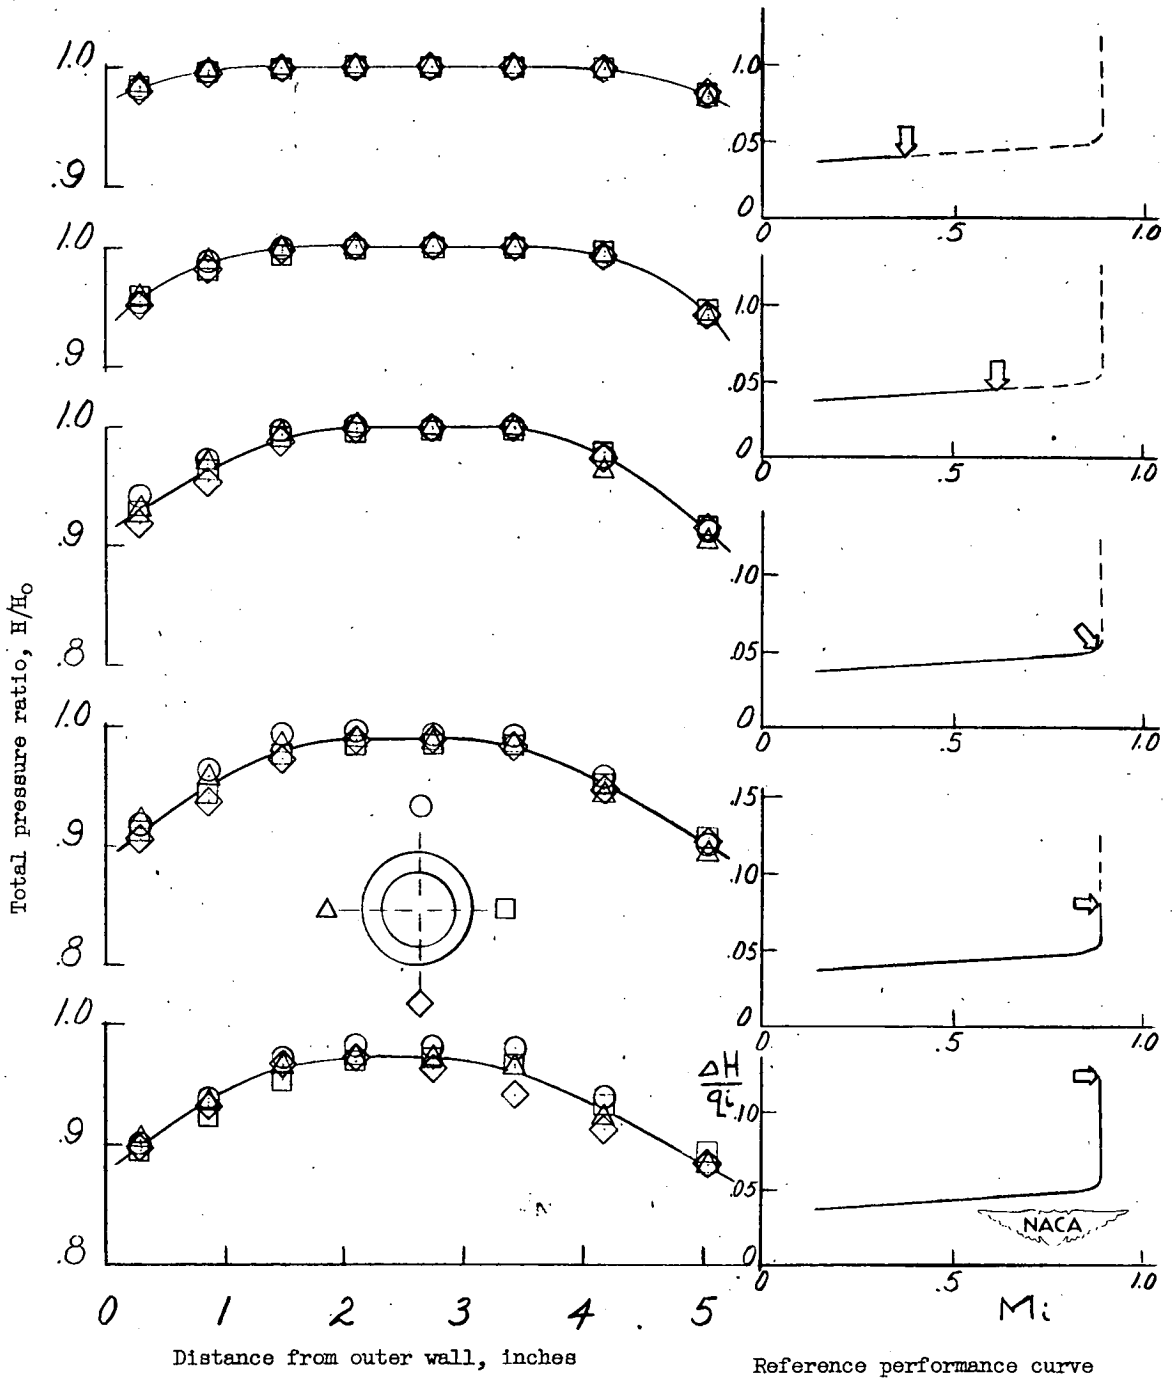 1.0
.9
1.0
.9
1.0
.9
.8
1.0
.9
.8
1.0
.9
.8
0 1 2 3 4 5
Total pressure ratio, H/H₀
Distance from outer wall, inches
1.0
.05
0
0 .5 1.0
1.0
.05
0
0 .5 1.0
.10
.05
0
0 .5 1.0
.15
.10
.05
0
0 .5 1.0
ΔH
qi
.10
.05
0
0 .5 1.0
NACA
Mi
Reference performance curve